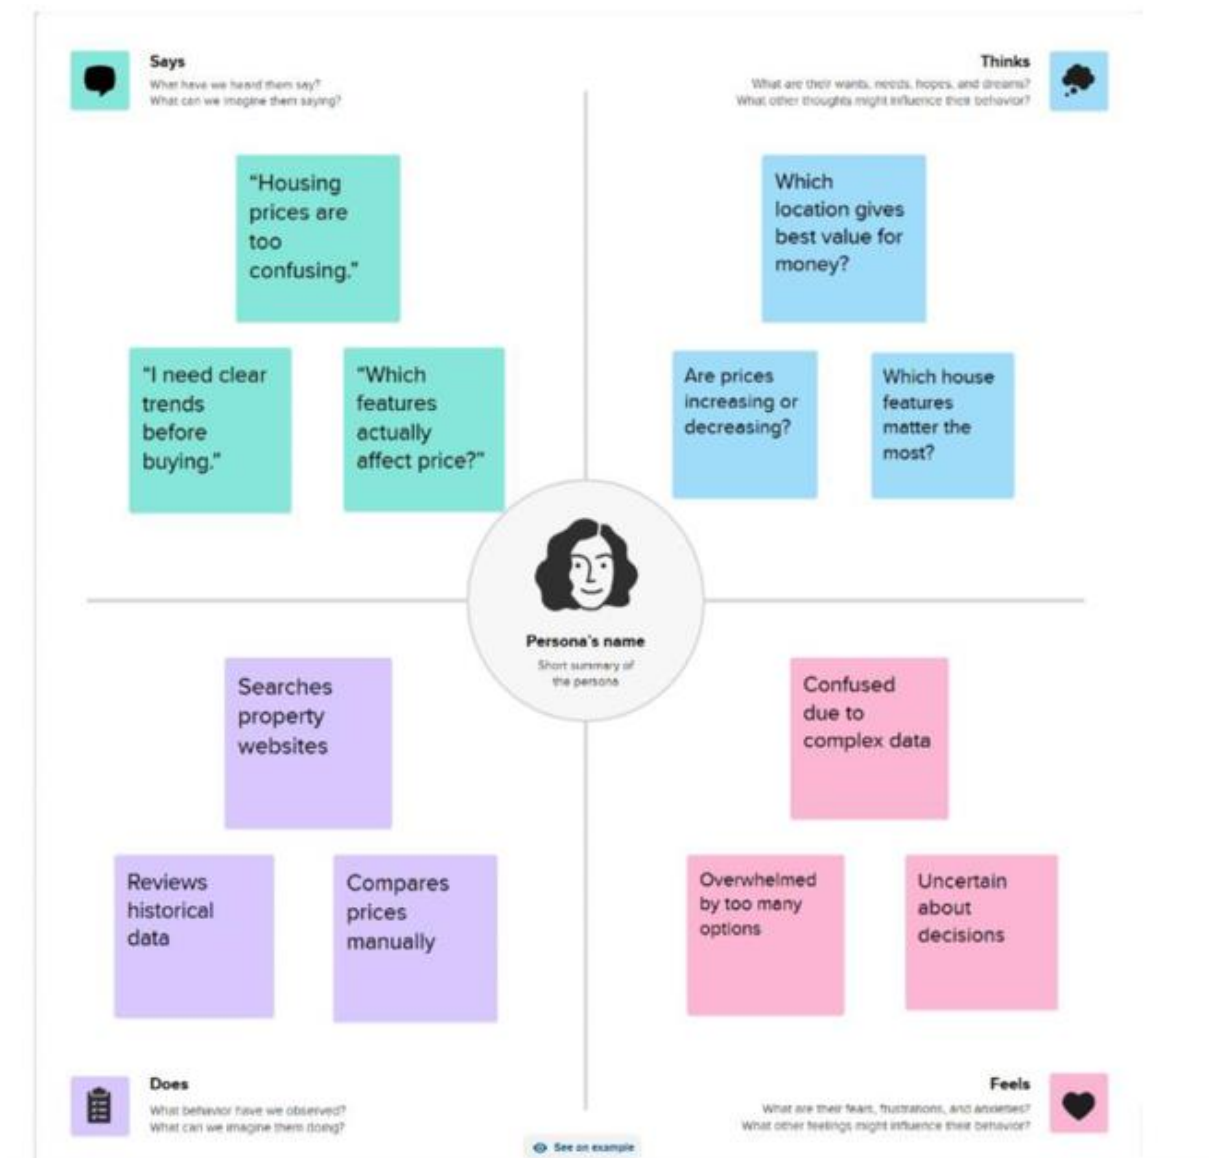 Says
What have we heard them say?
What can we imagine them saying?
Thinks
What are their wants, needs, hopes, and dreams?
What other thoughts might influence their behavior?
“Housing
prices are
too
confusing.”
“I need clear
trends
before
buying.”
“Which
features
actually
affect price?”
Which
location gives
best value for
money?
Are prices
increasing or
decreasing?
Which house
features
matter the
most?
Persona's name
Short summary of
the persona
Searches
property
websites
Reviews
historical
data
Compares
prices
manually
Confused
due to
complex data
Overwhelmed
by too many
options
Uncertain
about
decisions
Does
What behavior have we observed?
What can we imagine them doing?
Feels
What are their fears, frustrations, and anxieties?
What other feelings might influence their behavior?
See an example